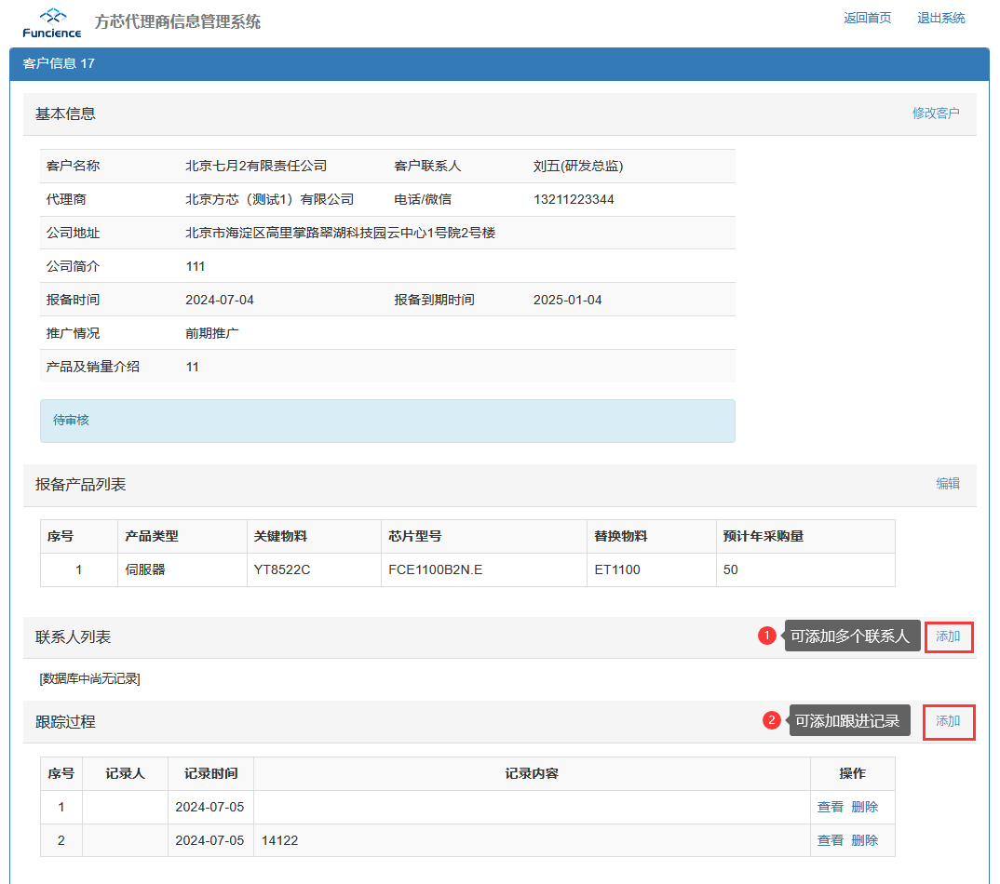 Funcience 方芯代理商信息管理系统 返回首页 退出系统
客户信息 17
基本信息 修改客户
客户名称 北京七月2有限责任公司 客户联系人 刘五(研发总监)
代理商 北京方芯（测试1）有限公司 电话/微信 13211223344
公司地址 北京市海淀区高里掌路翠湖科技园云中心1号院2号楼
公司简介 111
报备时间 2024-07-04 报备到期时间 2025-01-04
推广情况 前期推广
产品及销量介绍 11
待审核
报备产品列表 编辑
序号 产品类型 关键物料 芯片型号 替换物料 预计年采购量
1 伺服器 YT8522C FCE1100B2N.E ET1100 50
联系人列表 1 可添加多个联系人 添加
[数据库中尚无记录]
跟踪过程 2 可添加跟进记录 添加
序号 记录人 记录时间 记录内容 操作
1 2024-07-05 查看 删除
2 2024-07-05 14122 查看 删除